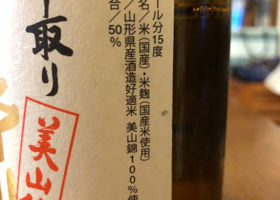 ール分15度
名／米(国産)・米麹(国産米使用)
／山形県産酒造好適米 美山錦100%使
合／50%
取り
美山